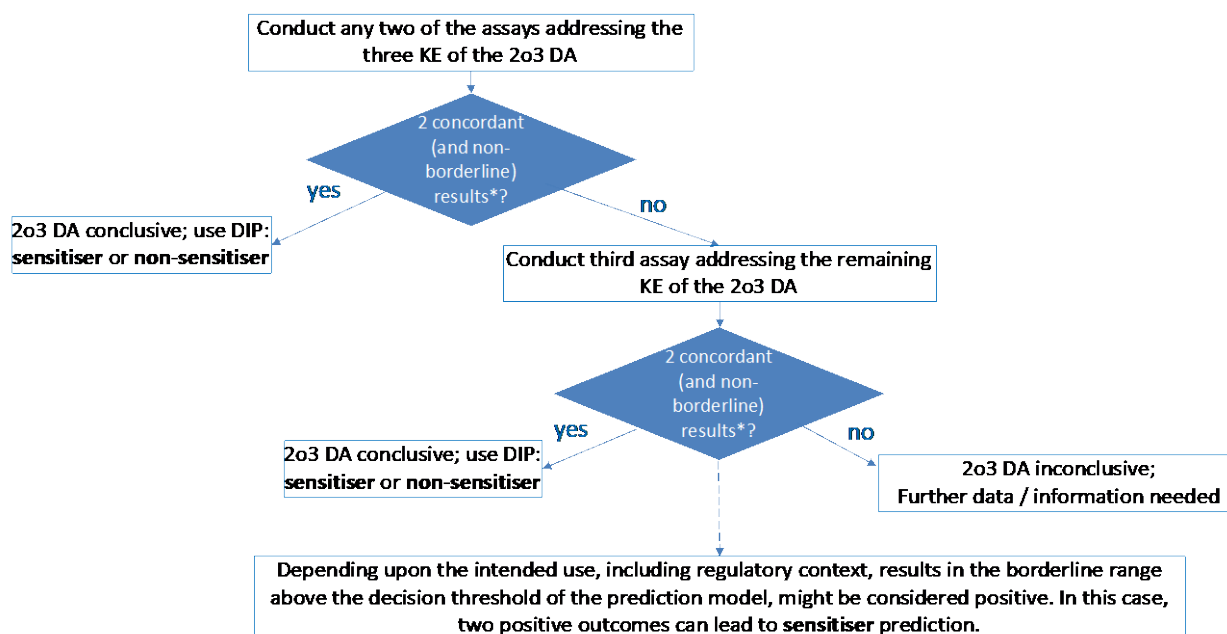 Conduct any two of the assays addressing the
three KE of the 2o3 DA
2 concordant
(and non-
borderline)
results*?
yes
no
2o3 DA conclusive; use DIP:
sensitiser or non-sensitiser
Conduct third assay addressing the remaining
KE of the 2o3 DA
2 concordant
(and non-
borderline)
results*?
yes
no
2o3 DA conclusive; use DIP:
sensitiser or non-sensitiser
2o3 DA inconclusive;
Further data / information needed
Depending upon the intended use, including regulatory context, results in the borderline range
above the decision threshold of the prediction model, might be considered positive. In this case,
two positive outcomes can lead to sensitiser prediction.